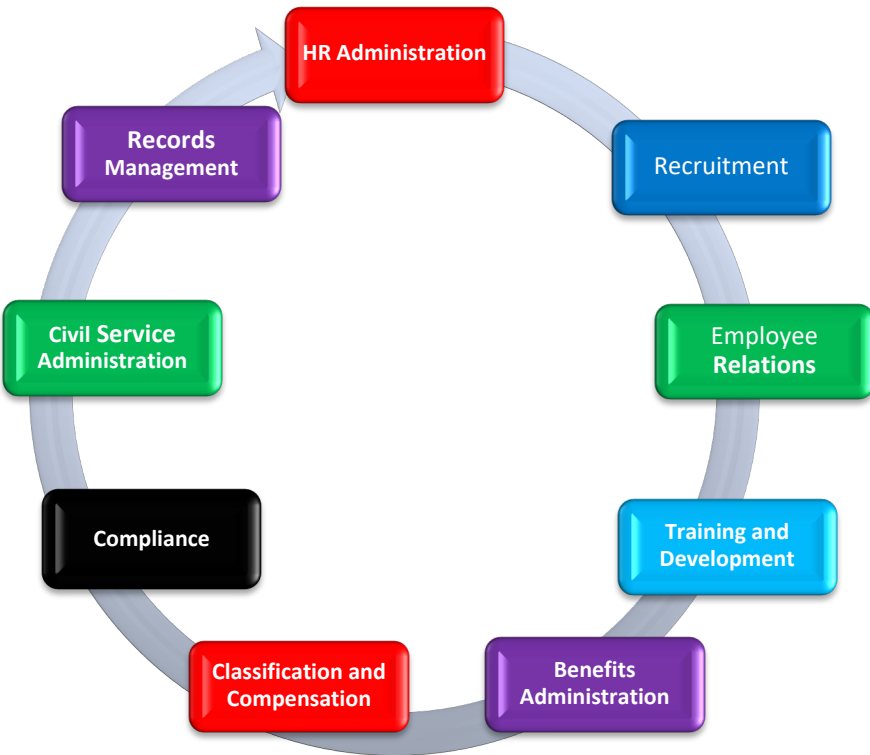 HR Administration
Recruitment
Employee
Relations
Training and
Development
Benefits
Administration
Classification and
Compensation
Compliance
Civil Service
Administration
Records
Management